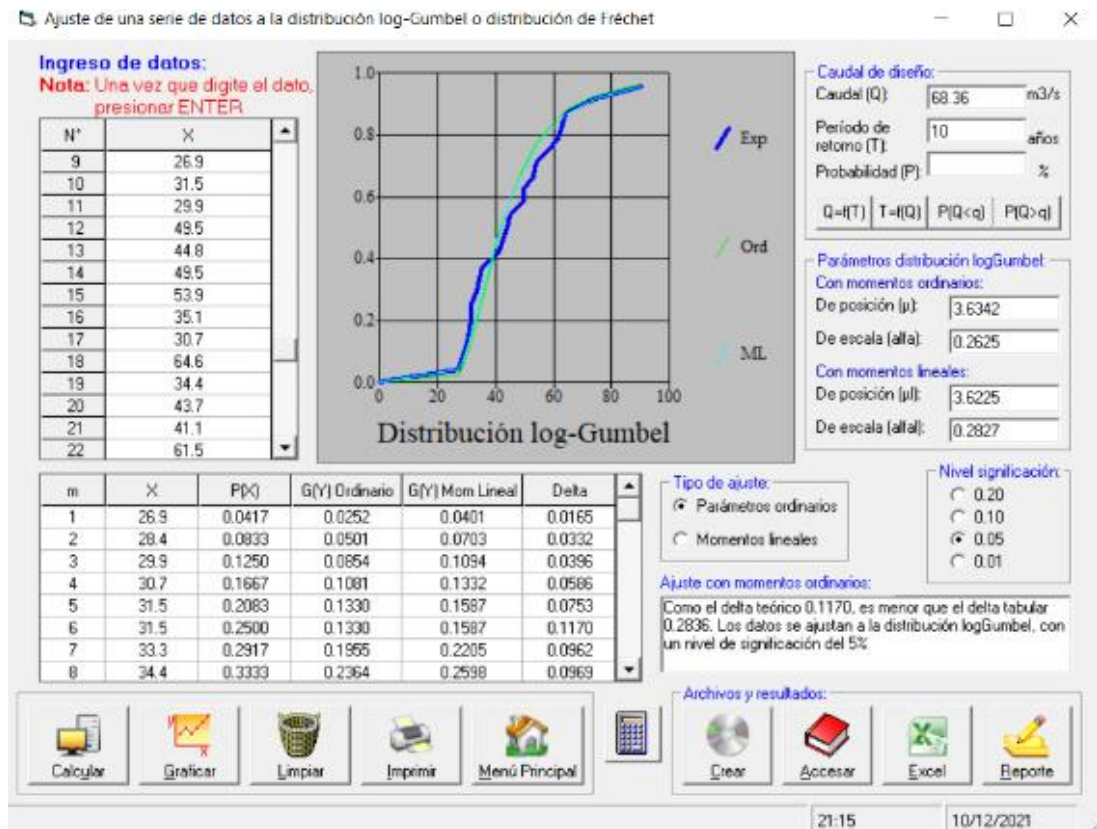 Ajuste de una serie de datos a la distribución log-Gumbel o distribución de Fréchet
Ingreso de datos:
Nota: Una vez que digite el dato,
presionar ENTER
N° X
9 26.9
10 31.5
11 29.9
12 49.5
13 44.8
14 49.5
15 53.9
16 35.1
17 30.7
18 64.6
19 34.4
20 43.7
21 41.1
22 61.5
1.0
0.8
0.6
0.4
0.2
0.0
0 20 40 60 80 100
Exp
Ord
ML
Distribución log-Gumbel
Caudal de diseño:
Caudal (Q): 68.36 m3/s
Período de
retorno (T): 10 años
Probabilidad (P): %
Q=f(T) T=f(Q) P(Q<q) P(Q>q)
Parámetros distribución logGumbel:
Con momentos ordinarios:
De posición (µ): 3.6342
De escala (alfa): 0.2625
Con momentos lineales:
De posición (µl): 3.6225
De escala (alfal): 0.2827
m X P(X) G(Y) Ordinario G(Y) Mom Lineal Delta
1 26.9 0.0417 0.0252 0.0401 0.0165
2 28.4 0.0833 0.0501 0.0703 0.0332
3 29.9 0.1250 0.0854 0.1094 0.0396
4 30.7 0.1667 0.1081 0.1332 0.0586
5 31.5 0.2083 0.1330 0.1587 0.0753
6 31.5 0.2500 0.1330 0.1587 0.1170
7 33.3 0.2917 0.1955 0.2205 0.0962
8 34.4 0.3333 0.2364 0.2598 0.0969
Tipo de ajuste:
Parámetros ordinarios
Momentos lineales
Nivel significación:
0.20
0.10
0.05
0.01
Ajuste con momentos ordinarios:
Como el delta teórico 0.1170, es menor que el delta tabular
0.2836. Los datos se ajustan a la distribución logGumbel, con
un nivel de significación del 5%
Calcular Graficar Limpiar Imprimir Menú Principal
Archivos y resultados:
Crear Accesar Excel Reporte
21:15 10/12/2021